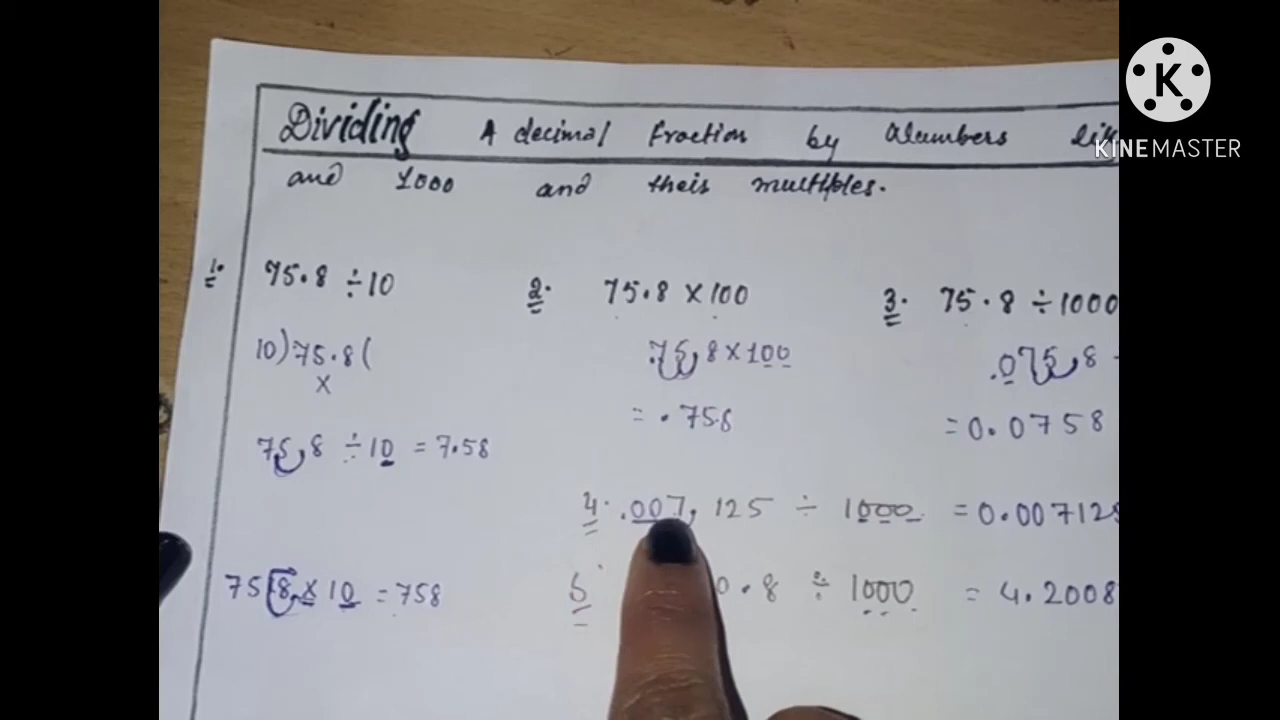 Dividing A decimal fraction by Numbers
and 1000 and their multiples.
1. 75.8 ÷ 10
10)75.8(
x
75,8 ÷ 10 = 7.58
758 x 10 = 758
2. 75.8 x 100
.75,8 x 100
= .758
3. 75.8 ÷ 1000
.075,8
= 0.0758
4. .007,125 ÷ 1000 = 0.007125
5 0.8 ÷ 1000 = 4.2008
K
KINEMASTER